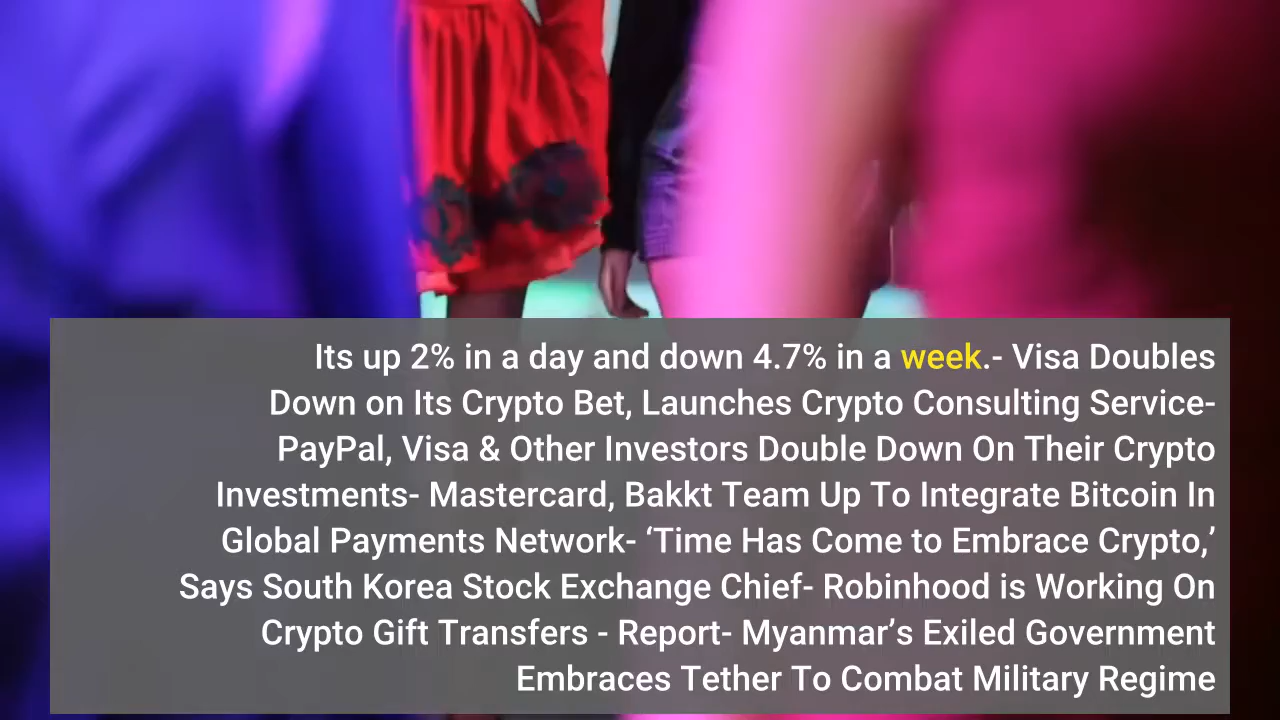 Its up 2% in a day and down 4.7% in a week.- Visa Doubles
Down on Its Crypto Bet, Launches Crypto Consulting Service-
PayPal, Visa & Other Investors Double Down On Their Crypto
Investments- Mastercard, Bakkt Team Up To Integrate Bitcoin In
Global Payments Network- ‘Time Has Come to Embrace Crypto,’
Says South Korea Stock Exchange Chief- Robinhood is Working On
Crypto Gift Transfers - Report- Myanmar’s Exiled Government
Embraces Tether To Combat Military Regime